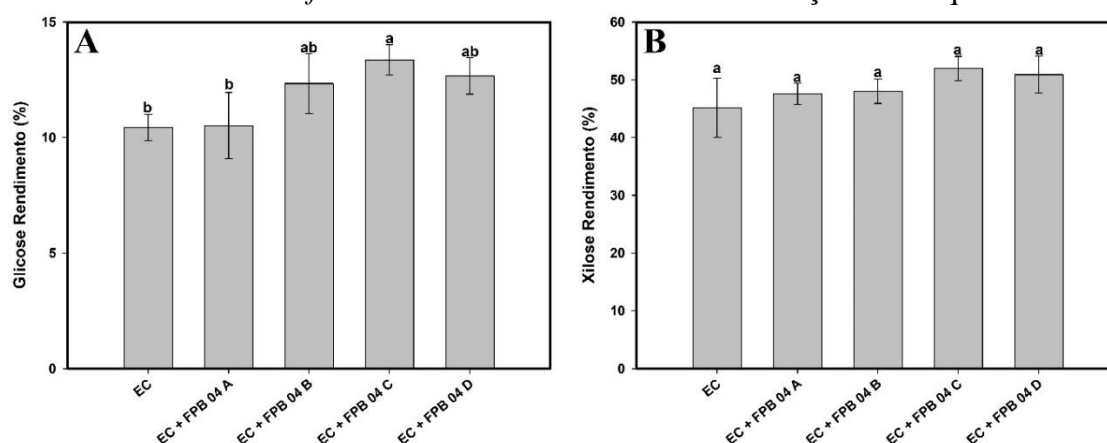 A
Glicose Rendimento (%)
15
10
5
0
b
b
ab
a
ab
EC
EC + FPB 04 A
EC + FPB 04 B
EC + FPB 04 C
EC + FPB 04 D
B
Xilose Rendimento (%)
60
50
40
30
20
10
0
a
a
a
a
a
EC
EC + FPB 04 A
EC + FPB 04 B
EC + FPB 04 C
EC + FPB 04 D